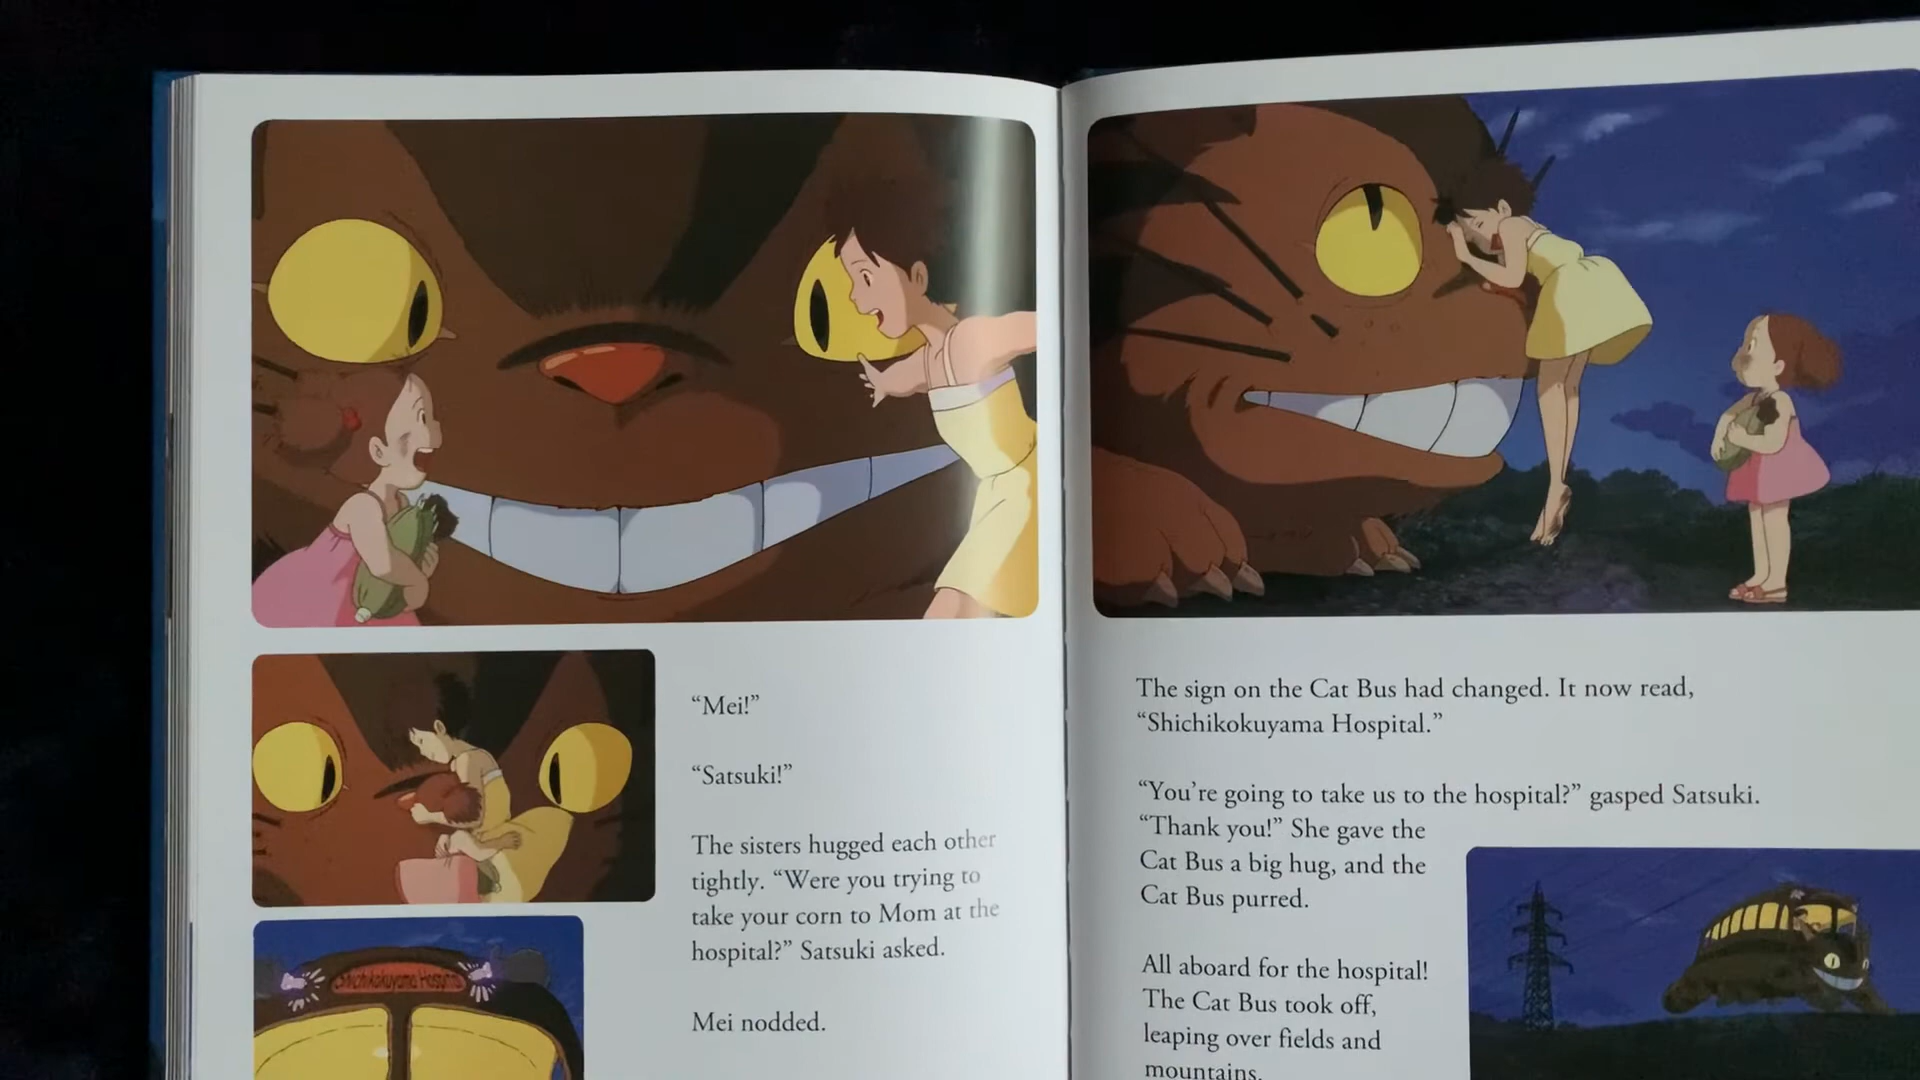 “Mei!”
“Satsuki!”
The sisters hugged each other
tightly. “Were you trying to
take your corn to Mom at the
hospital?” Satsuki asked.
Mei nodded.
Shichikokuyama Hospital
The sign on the Cat Bus had changed. It now read,
“Shichikokuyama Hospital.”
“You’re going to take us to the hospital?” gasped Satsuki.
“Thank you!” She gave the
Cat Bus a big hug, and the
Cat Bus purred.
All aboard for the hospital!
The Cat Bus took off,
leaping over fields and
mountains.